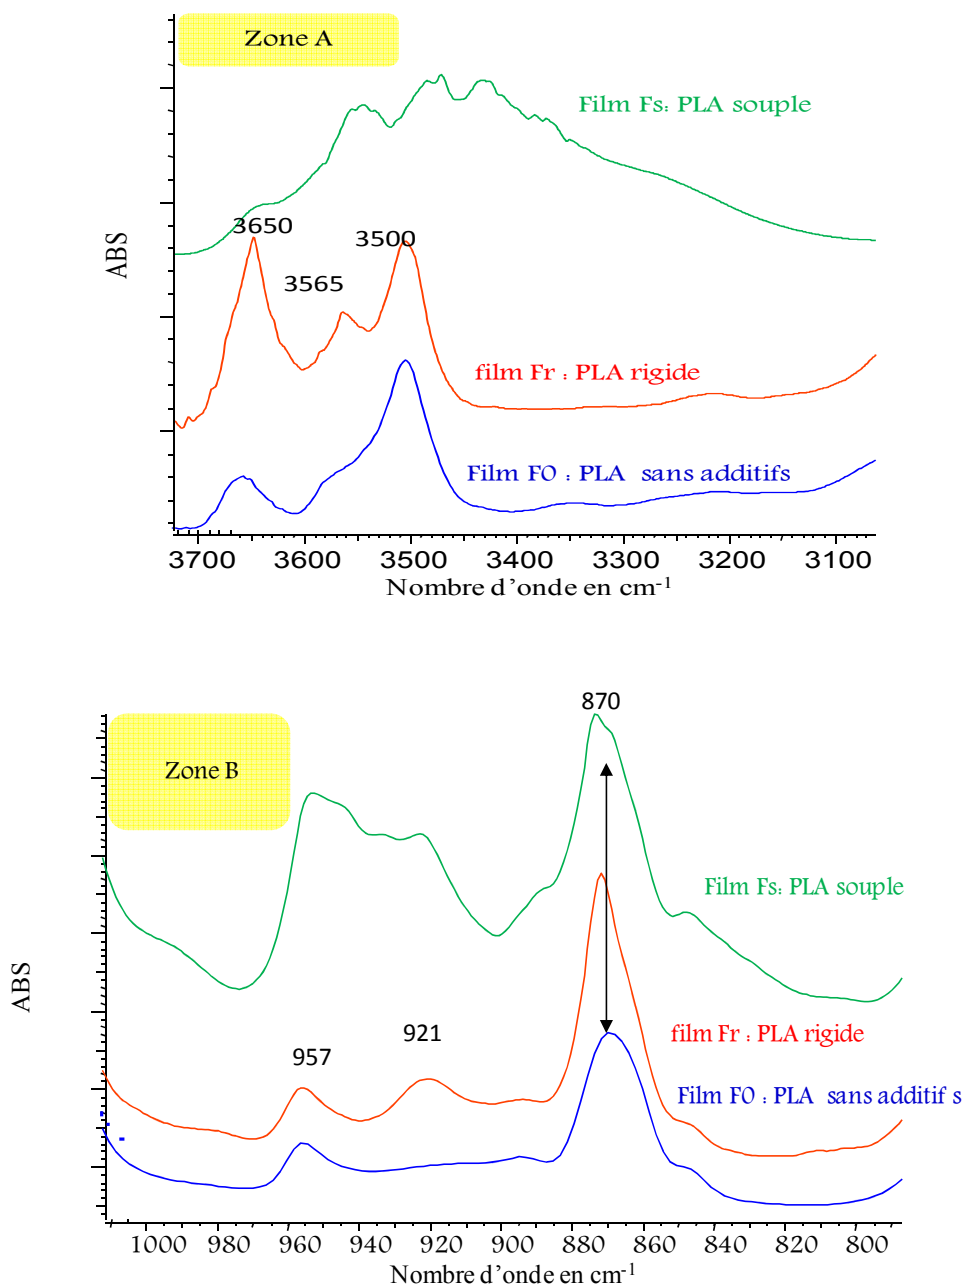 Zone A
Film Fs: PLA souple
3650
3500
3565
ABS
film Fr : PLA rigide
Film FO : PLA sans additifs
3700 3600 3500 3400 3300 3200 3100
Nombre d'onde en cm-1
870
Zone B
Film Fs: PLA souple
ABS
921
film Fr : PLA rigide
957
Film FO : PLA sans additif s
1000 980 960 940 920 900 880 860 840 820 800
Nombre d'onde en cm-1